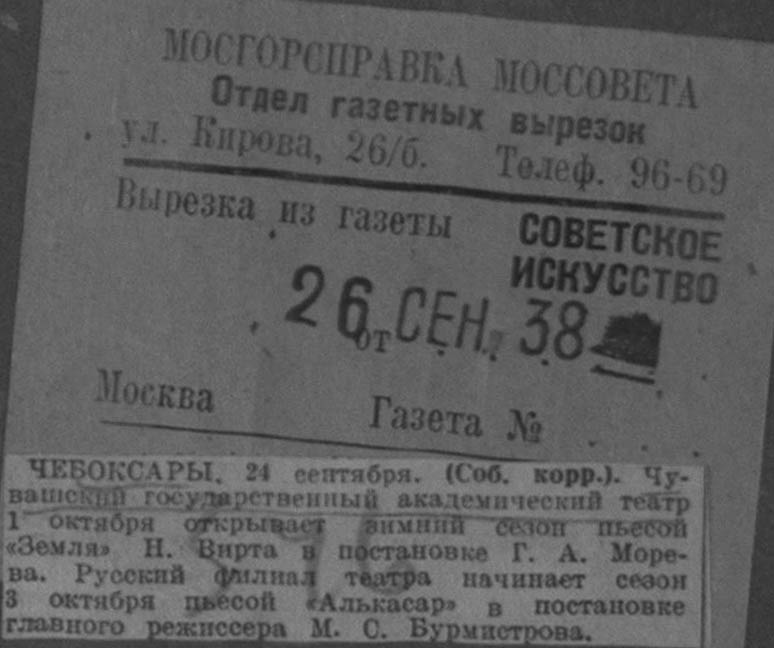 МОСГОРСПРАВКА МОССОВЕТА
Отдел газетных вырезок
ул. Кирова, 26/б. Телеф. 96-69
Вырезка из газеты СОВЕТСКОЕ
ИСКУССТВО
от 26 СЕН. 38
Москва Газета №
ЧЕБОКСАРЫ, 24 сентября. (Соб. корр.). Чу-
вашский государственный академический театр
1 октября открывает зимний сезон пьесой
«Земля» Н. Вирта в постановке Г. А. Море-
ва. Русский филиал театра начинает сезон
3 октября пьесой «Алькасар» в постановке
главного режиссера М. С. Бурмистрова.